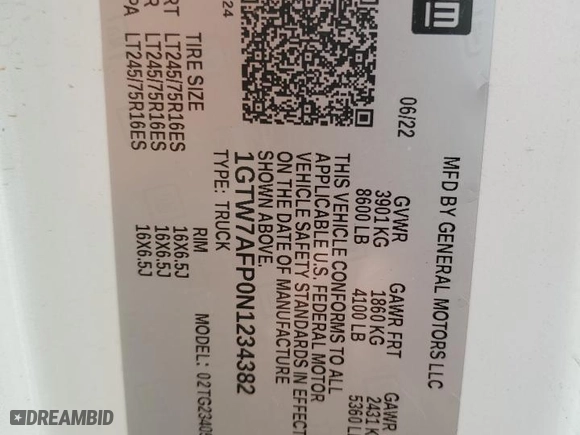 GM
MFD BY GENERAL MOTORS LLC
06/22
GVWR
3901 KG
8600 LB
GAWR FRT
1860 KG
4100 LB
GAWR
2431 K
5360 L
THIS VEHICLE CONFORMS TO ALL
APPLICABLE U.S. FEDERAL MOTOR
VEHICLE SAFETY STANDARDS IN EFFECT
ON THE DATE OF MANUFACTURE
SHOWN ABOVE.
1GTW7AFP0N1234382
TYPE: TRUCK
MODEL: 02TG23405
24
TIRE SIZE
RIM
RT LT245/75R16ES 16X6.5J
R LT245/75R16ES 16X6.5J
PA LT245/75R16ES 16X6.5J
DREAMBID